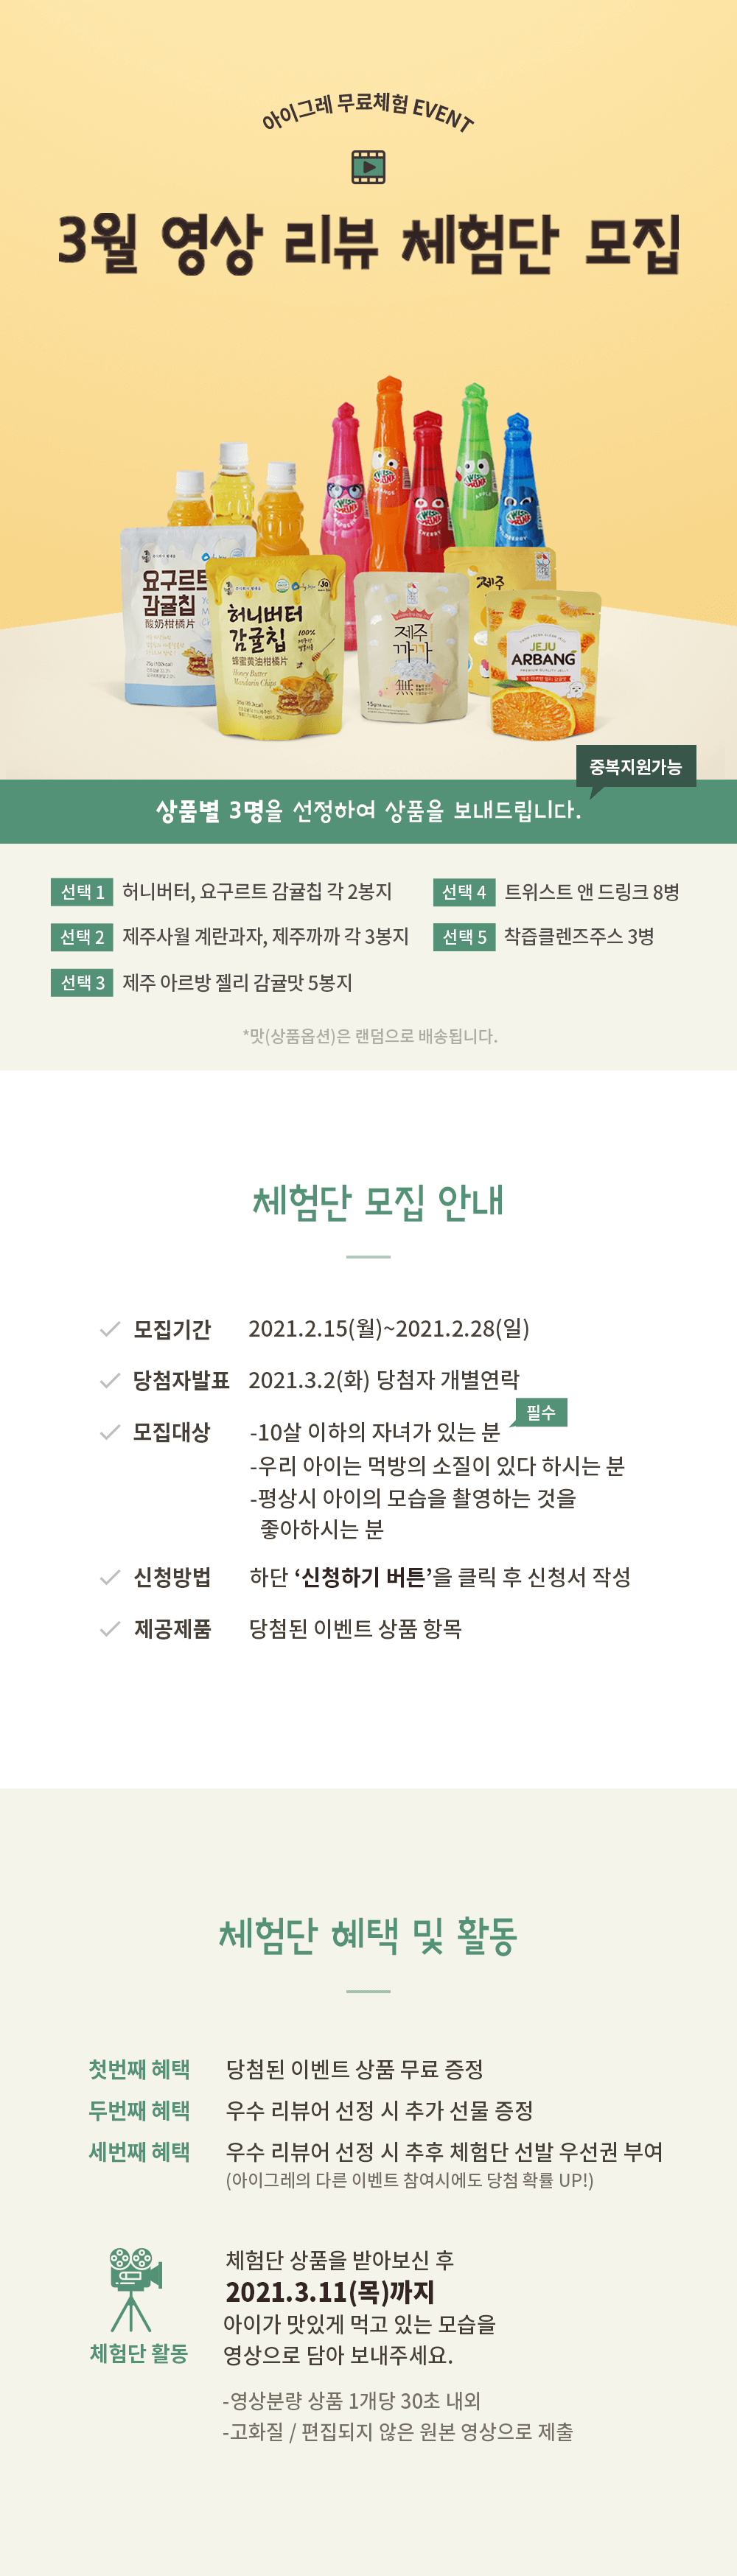 아이그레 무료체험 EVENT
3월 영상 리뷰 체험단 모집
TWIST DRINK
APPLE
요구르트
감귤칩
酸奶柑橘片
허니버터
감귤칩
100%
蜂蜜黄油柑橘片
Honey Butter
Mandarin Chips
제주
까까
15g
제주
JEJU
ARBANG
중복지원가능
상품별 3명을 선정하여 상품을 보내드립니다.
선택 1 허니버터, 요구르트 감귤칩 각 2봉지
선택 4 트위스트 앤 드링크 8병
선택 2 제주사월 계란과자, 제주까까 각 3봉지
선택 5 착즙클렌즈주스 3병
선택 3 제주 아르방 젤리 감귤맛 5봉지
*맛(상품옵션)은 랜덤으로 배송됩니다.
체험단 모집 안내
모집기간 2021.2.15(월)~2021.2.28(일)
당첨자발표 2021.3.2(화) 당첨자 개별연락
모집대상 -10살 이하의 자녀가 있는 분 필수
-우리 아이는 먹방의 소질이 있다 하시는 분
-평상시 아이의 모습을 촬영하는 것을
좋아하시는 분
신청방법 하단 ‘신청하기 버튼’을 클릭 후 신청서 작성
제공제품 당첨된 이벤트 상품 항목
체험단 혜택 및 활동
첫번째 혜택 당첨된 이벤트 상품 무료 증정
두번째 혜택 우수 리뷰어 선정 시 추가 선물 증정
세번째 혜택 우수 리뷰어 선정 시 추후 체험단 선발 우선권 부여
(아이그레의 다른 이벤트 참여시에도 당첨 확률 UP!)
체험단 활동
체험단 상품을 받아보신 후
2021.3.11(목)까지
아이가 맛있게 먹고 있는 모습을
영상으로 담아 보내주세요.
-영상분량 상품 1개당 30초 내외
-고화질 / 편집되지 않은 원본 영상으로 제출